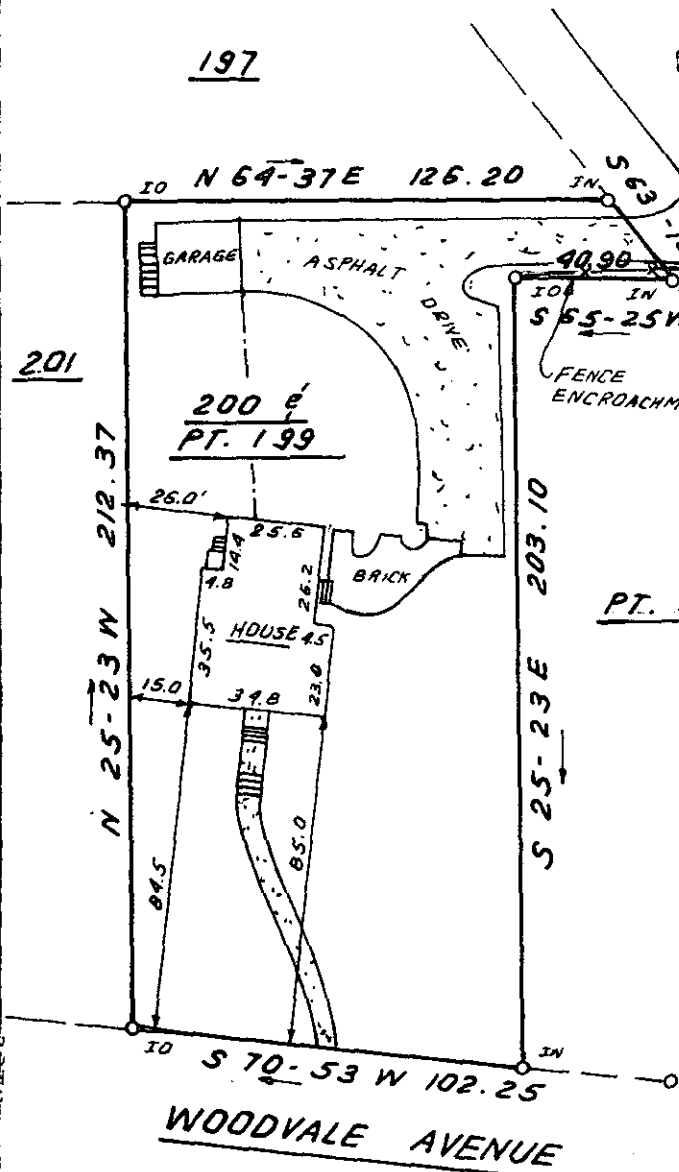 197
IO N 64-37 E 126.20 IN
S 63
GARAGE
ASPHALT
DRIVE
40.90
IO IN
S 65-25 W
FENCE
ENCROACHM
201
200 &
PT. 199
N 25-23 W 212.37
26.0'
25.6
14.4
4.8
26.2
BRICK
HOUSE 4.5
35.5
23.0
15.0
34.8
84.5
85.0
S 25-23 E 203.10
PT.
IO
S 70-53 W 102.25
IN
WOODVALE AVENUE